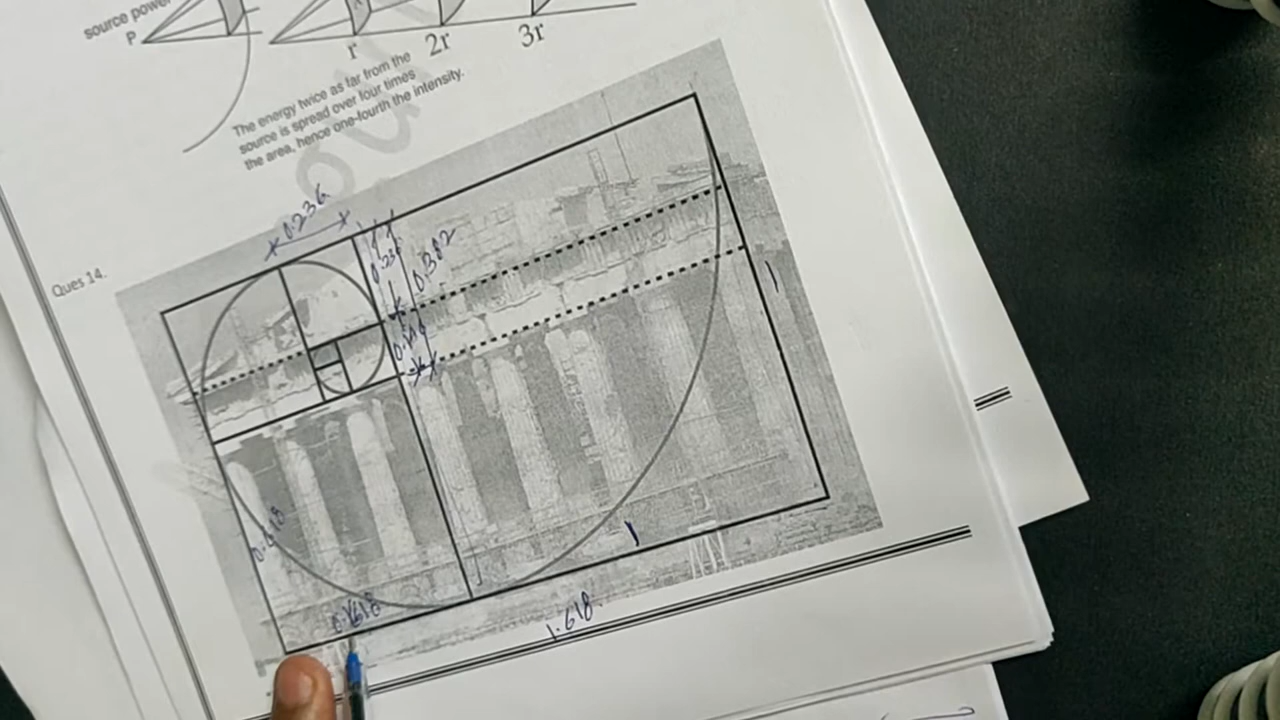 source power
P
r
2r
3r
The energy twice as far from the
source is spread over four times
the area, hence one-fourth the intensity.
Ques 14.
0.236
0.236
0.382
1
0.618
0.618
1
1.618